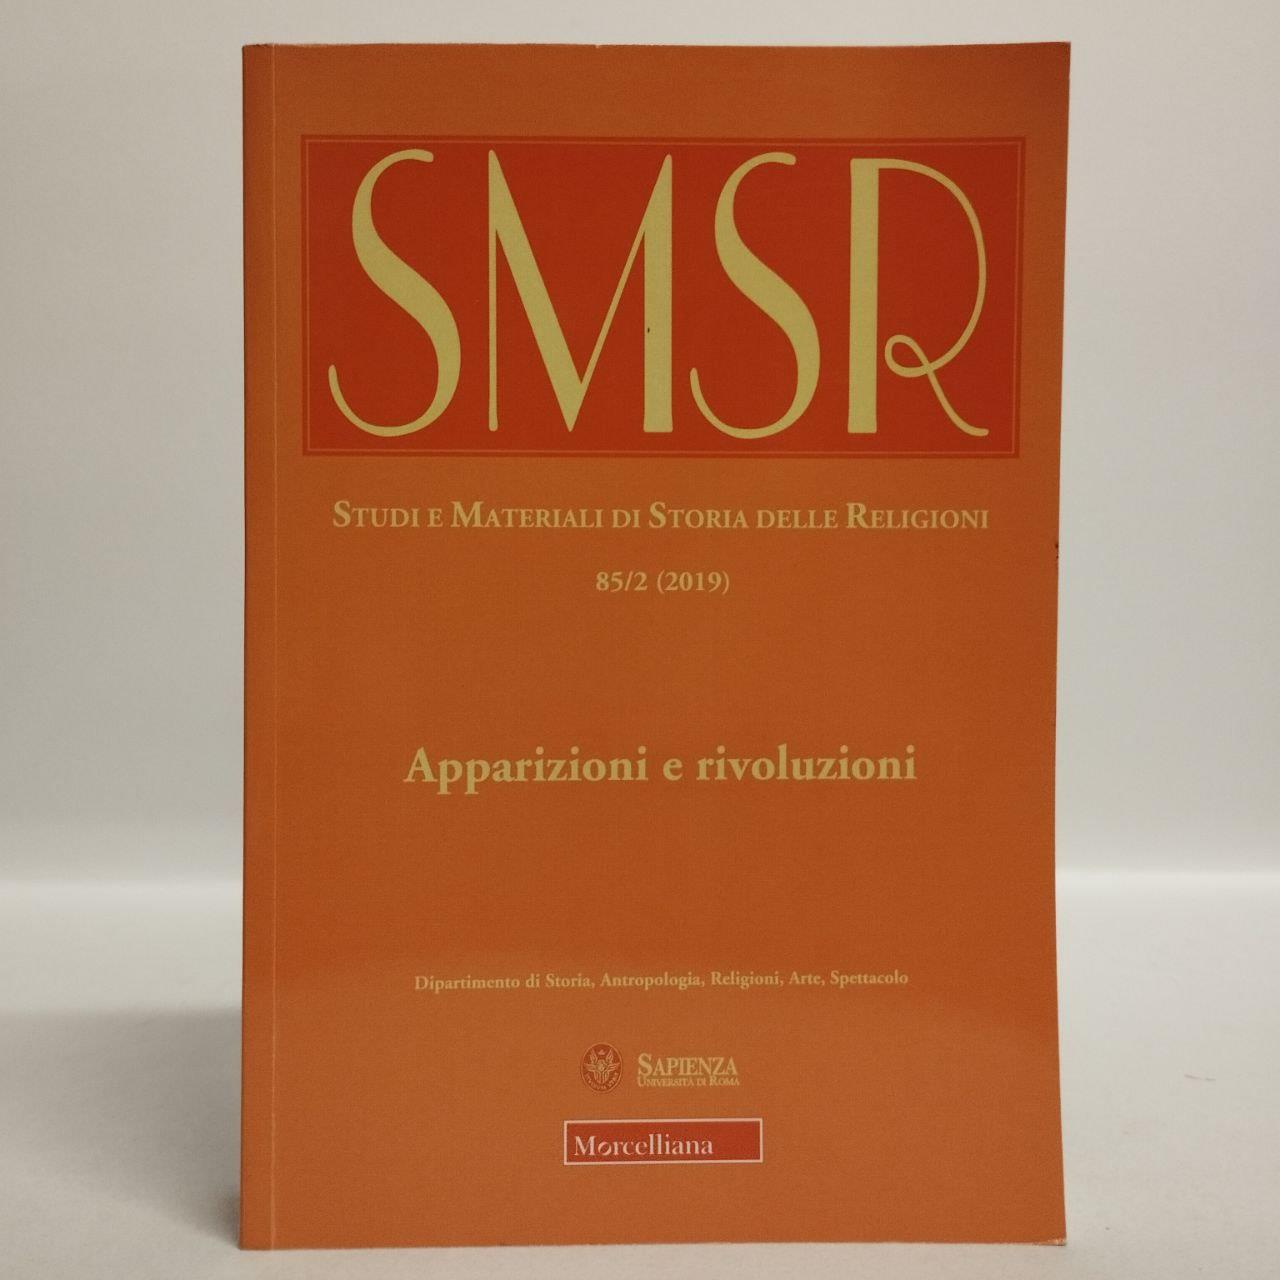 SMSR
STUDI E MATERIALI DI STORIA DELLE RELIGIONI
85/2 (2019)
Apparizioni e rivoluzioni
Dipartimento di Storia, Antropologia, Religioni, Arte, Spettacolo
SAPIENZA
UNIVERSITÀ DI ROMA
Morcelliana